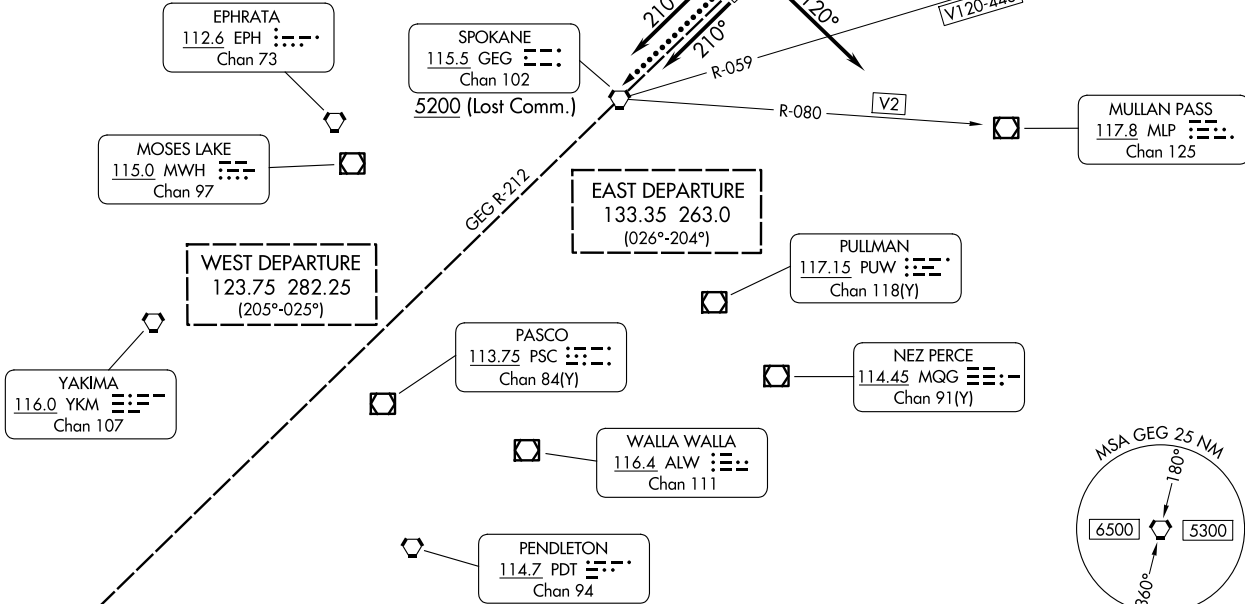 EPHRATA
112.6 EPH
Chan 73
SPOKANE
115.5 GEG
Chan 102
5200 (Lost Comm.)
210°
210°
120°
R-059
R-080
V2
MULLAN PASS
117.8 MLP
Chan 125
MOSES LAKE
115.0 MWH
Chan 97
GEG R-212
EAST DEPARTURE
133.35 263.0
(026°-204°)
WEST DEPARTURE
123.75 282.25
(205°-025°)
PULLMAN
117.15 PUW
Chan 118(Y)
PASCO
113.75 PSC
Chan 84(Y)
NEZ PERCE
114.45 MQG
Chan 91(Y)
YAKIMA
116.0 YKM
Chan 107
WALLA WALLA
116.4 ALW
Chan 111
PENDLETON
114.7 PDT
Chan 94
MSA GEG 25 NM
180°
6500
5300
360°